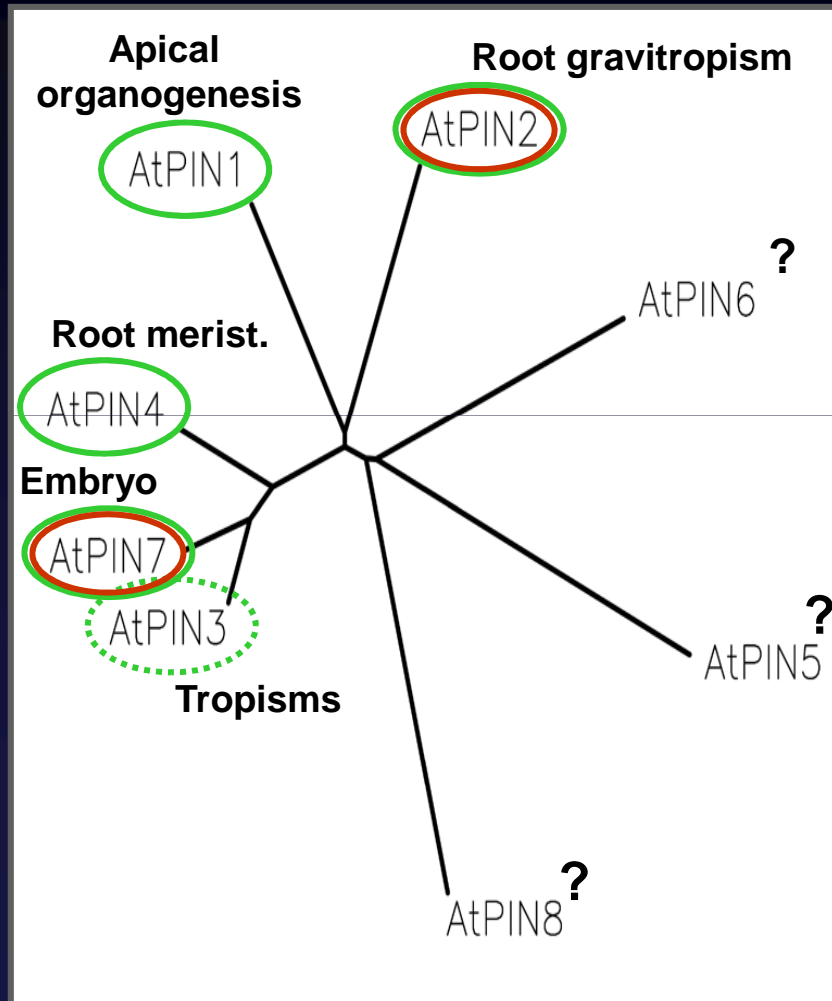 Apical
organogenesis
Root gravitropism
AtPIN1
AtPIN2
?
AtPIN6
Root merist.
AtPIN4
Embryo
AtPIN7
AtPIN3
?
AtPIN5
Tropisms
?
AtPIN8